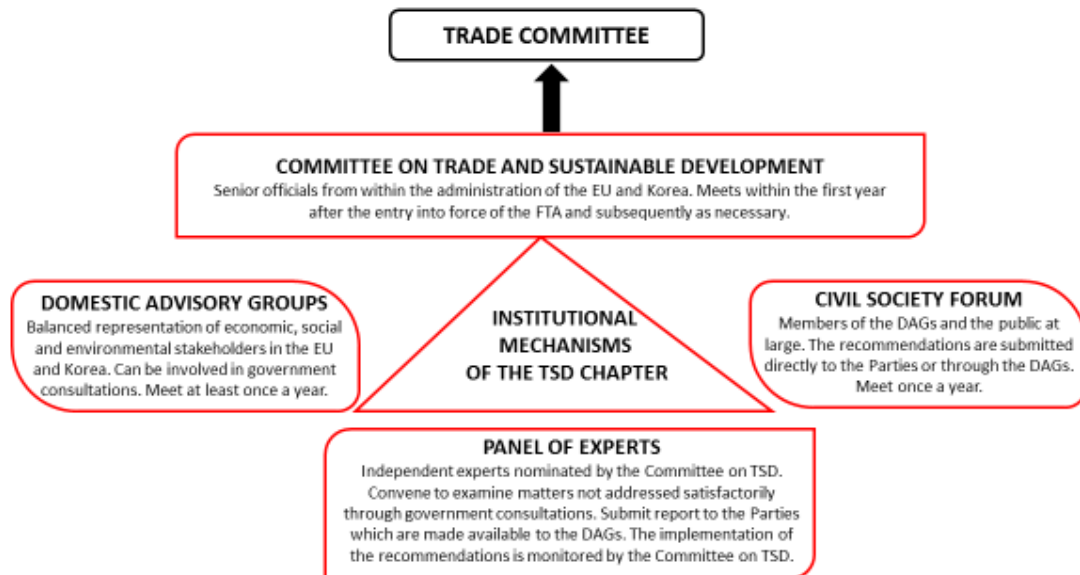 TRADE COMMITTEE
COMMITTEE ON TRADE AND SUSTAINABLE DEVELOPMENT
Senior officials from within the administration of the EU and Korea. Meets within the first year
after the entry into force of the FTA and subsequently as necessary.
DOMESTIC ADVISORY GROUPS
Balanced representation of economic, social
and environmental stakeholders in the EU
and Korea. Can be involved in government
consultations. Meet at least once a year.
INSTITUTIONAL
MECHANISMS
OF THE TSD CHAPTER
CIVIL SOCIETY FORUM
Members of the DAGs and the public at
large. The recommendations are submitted
directly to the Parties or through the DAGs.
Meet once a year.
PANEL OF EXPERTS
Independent experts nominated by the Committee on TSD.
Convene to examine matters not addressed satisfactorily
through government consultations. Submit report to the Parties
which are made available to the DAGs. The implementation of
the recommendations is monitored by the Committee on TSD.